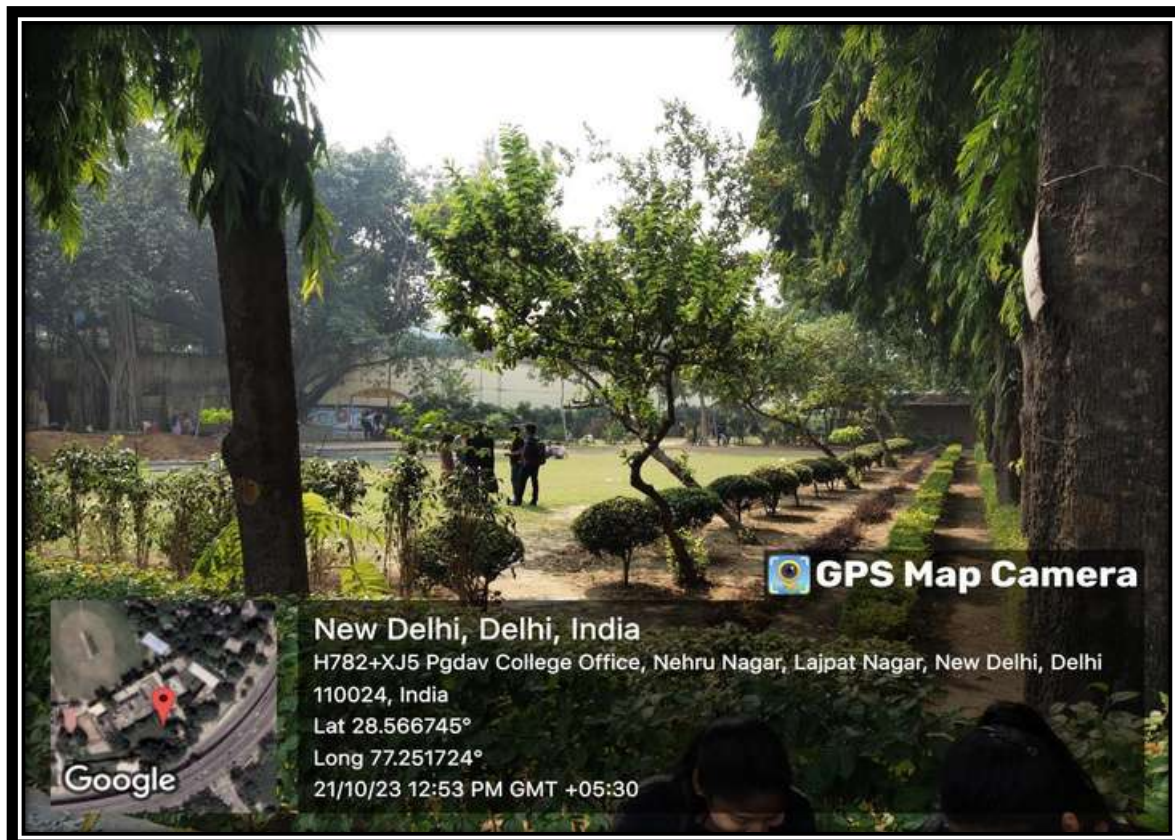 GPS Map Camera
New Delhi, Delhi, India
H782+XJ5 Pgdav College Office, Nehru Nagar, Lajpat Nagar, New Delhi, Delhi
110024, India
Lat 28.566745°
Long 77.251724°
21/10/23 12:53 PM GMT +05:30
Google